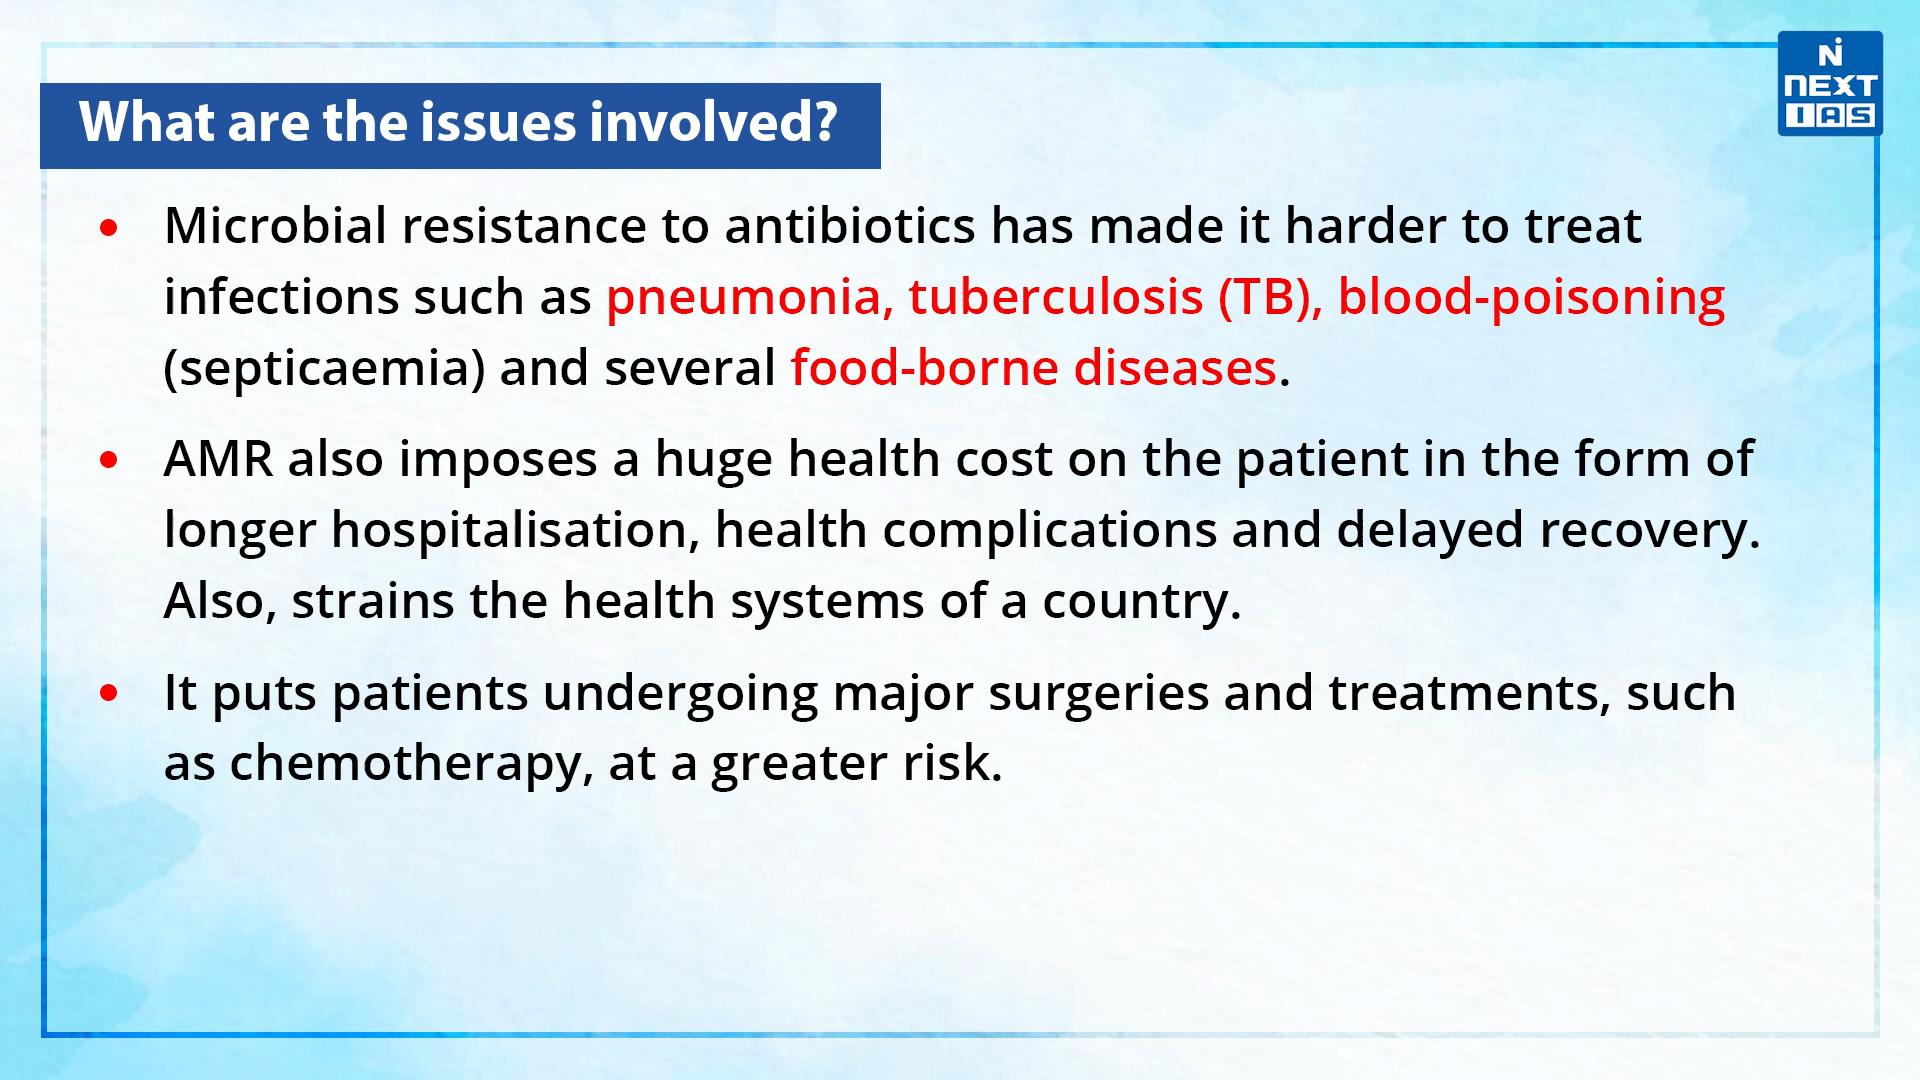 What are the issues involved?
N
NEXT
IAS
• Microbial resistance to antibiotics has made it harder to treat
infections such as pneumonia, tuberculosis (TB), blood-poisoning
(septicaemia) and several food-borne diseases.
• AMR also imposes a huge health cost on the patient in the form of
longer hospitalisation, health complications and delayed recovery.
Also, strains the health systems of a country.
• It puts patients undergoing major surgeries and treatments, such
as chemotherapy, at a greater risk.